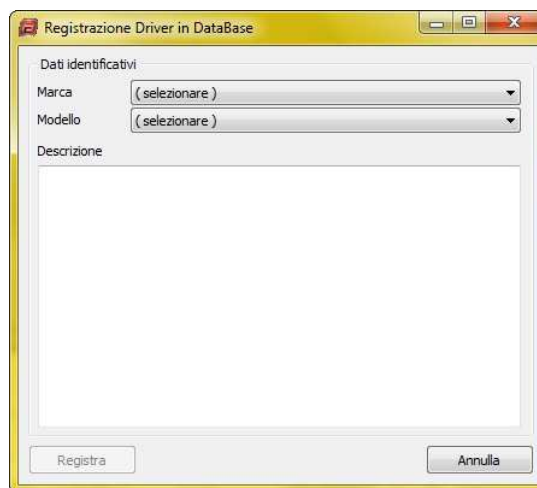 Registrazione Driver in DataBase
Dati identificativi
Marca ( selezionare )
Modello ( selezionare )
Descrizione
Registra Annulla